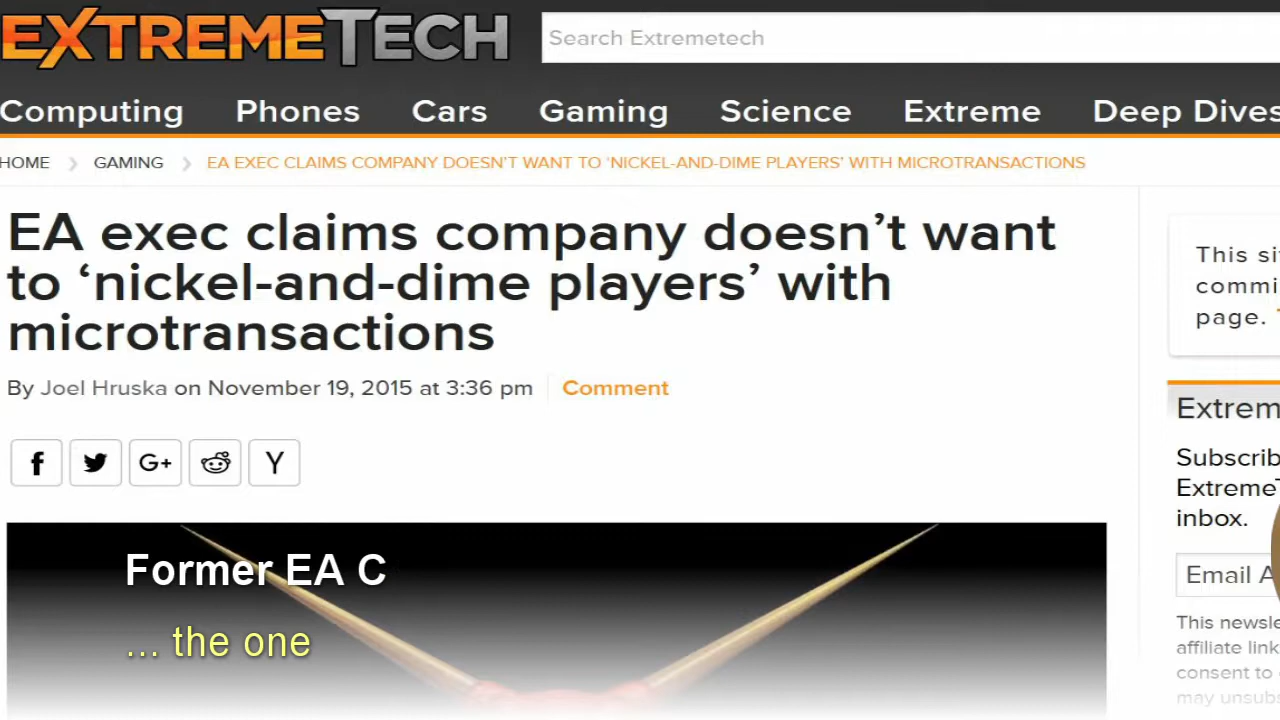 EXTREMETECH
Search Extremetech
Computing Phones Cars Gaming Science Extreme Deep Dives
HOME GAMING EA EXEC CLAIMS COMPANY DOESN'T WANT TO ‘NICKEL-AND-DIME PLAYERS’ WITH MICROTRANSACTIONS
EA exec claims company doesn’t want
to ‘nickel-and-dime players’ with
microtransactions
By Joel Hruska on November 19, 2015 at 3:36 pm Comment
f G+ Y
Former EA C
... the one
This si
commi
page.
Extrem
Subscrib
ExtremeT
inbox.
Email A
This newsle
affiliate link
consent to
may unsubs